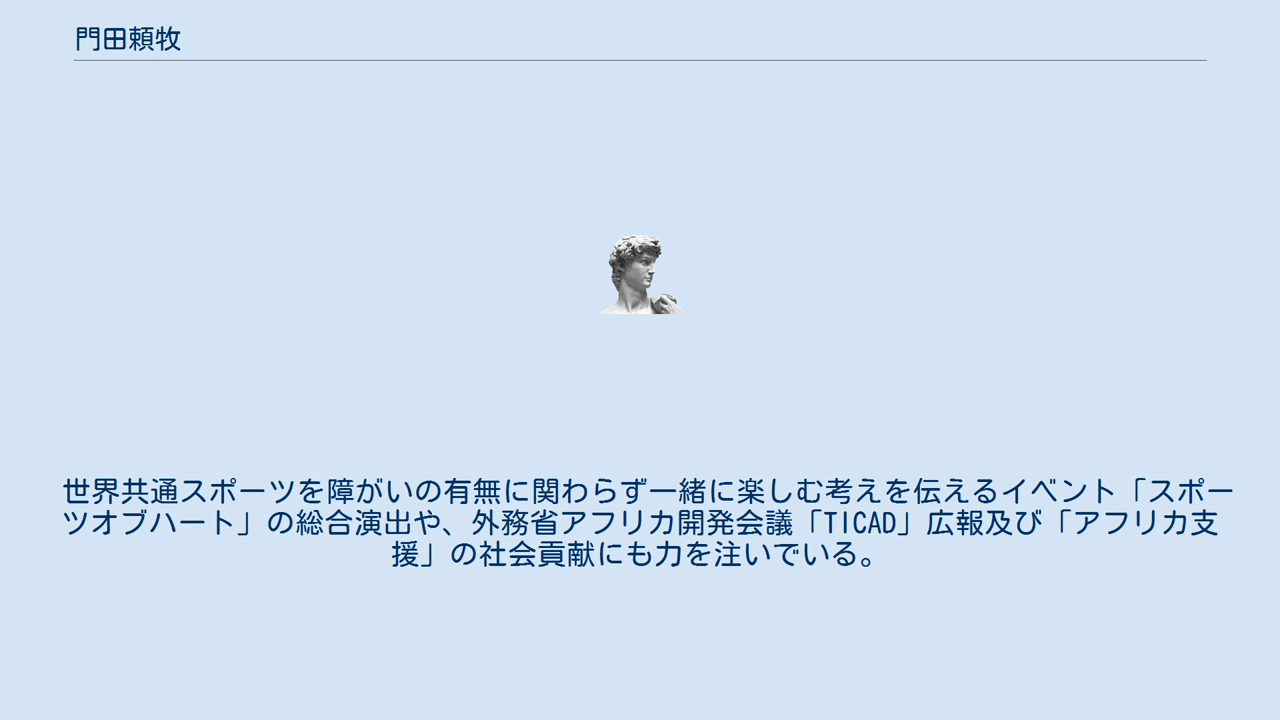 門田頼牧
世界共通スポーツを障がいの有無に関わらず一緒に楽しむ考えを伝えるイベント「スポー
ツオブハート」の総合演出や、外務省アフリカ開発会議「TICAD」広報及び「アフリカ支
援」の社会貢献にも力を注いでいる。